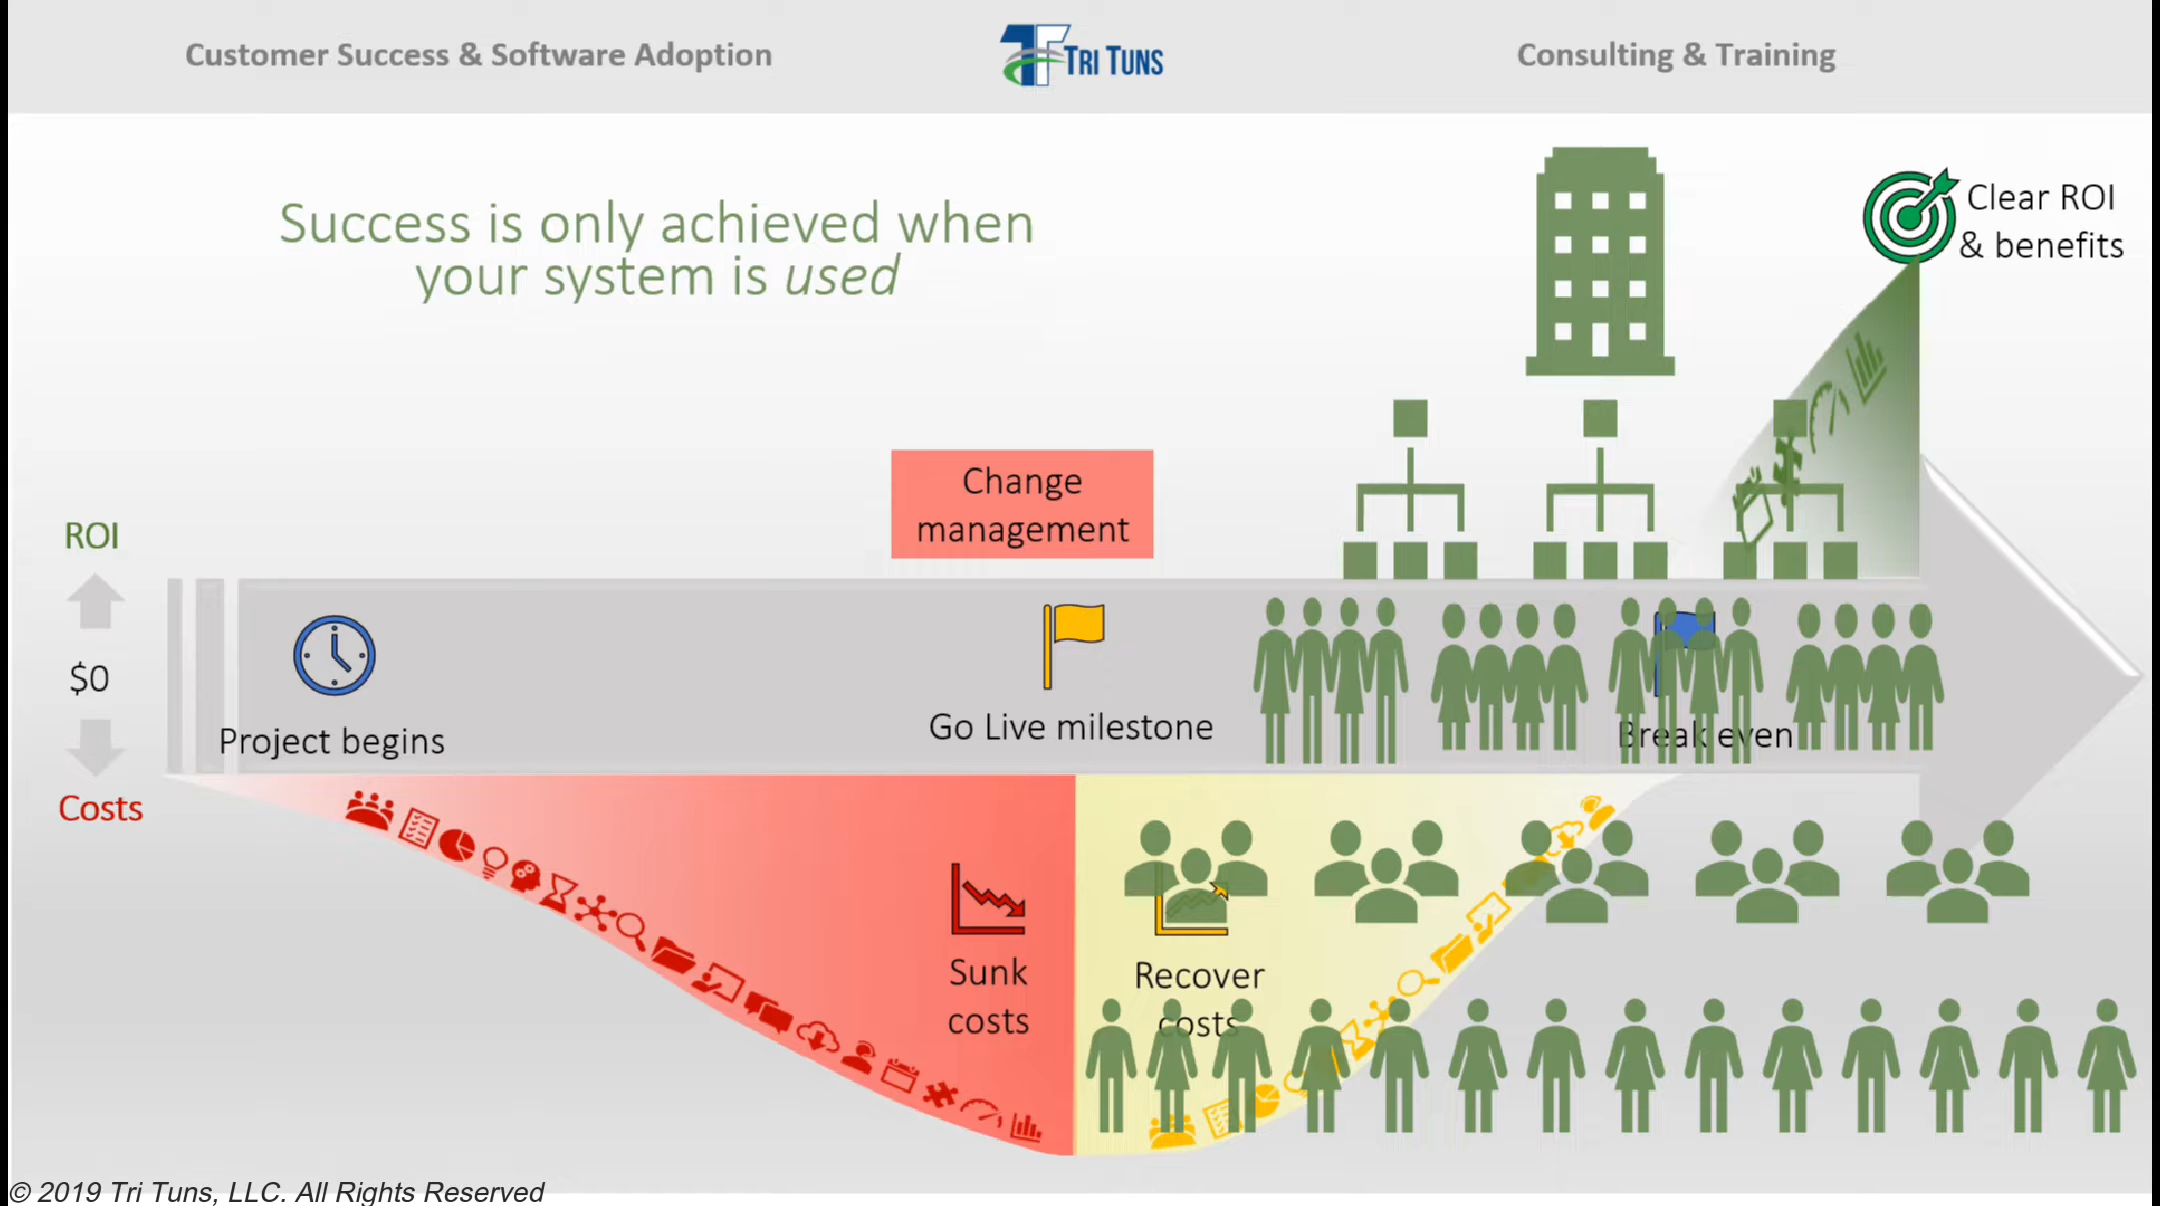 Customer Success & Software Adoption
TRI TUNS
Consulting & Training
Success is only achieved when
your system is used
Clear ROI
& benefits
Change
management
ROI
$0
Costs
Project begins
Go Live milestone
Break even
Sunk
costs
Recover
costs
© 2019 Tri Tuns, LLC. All Rights Reserved